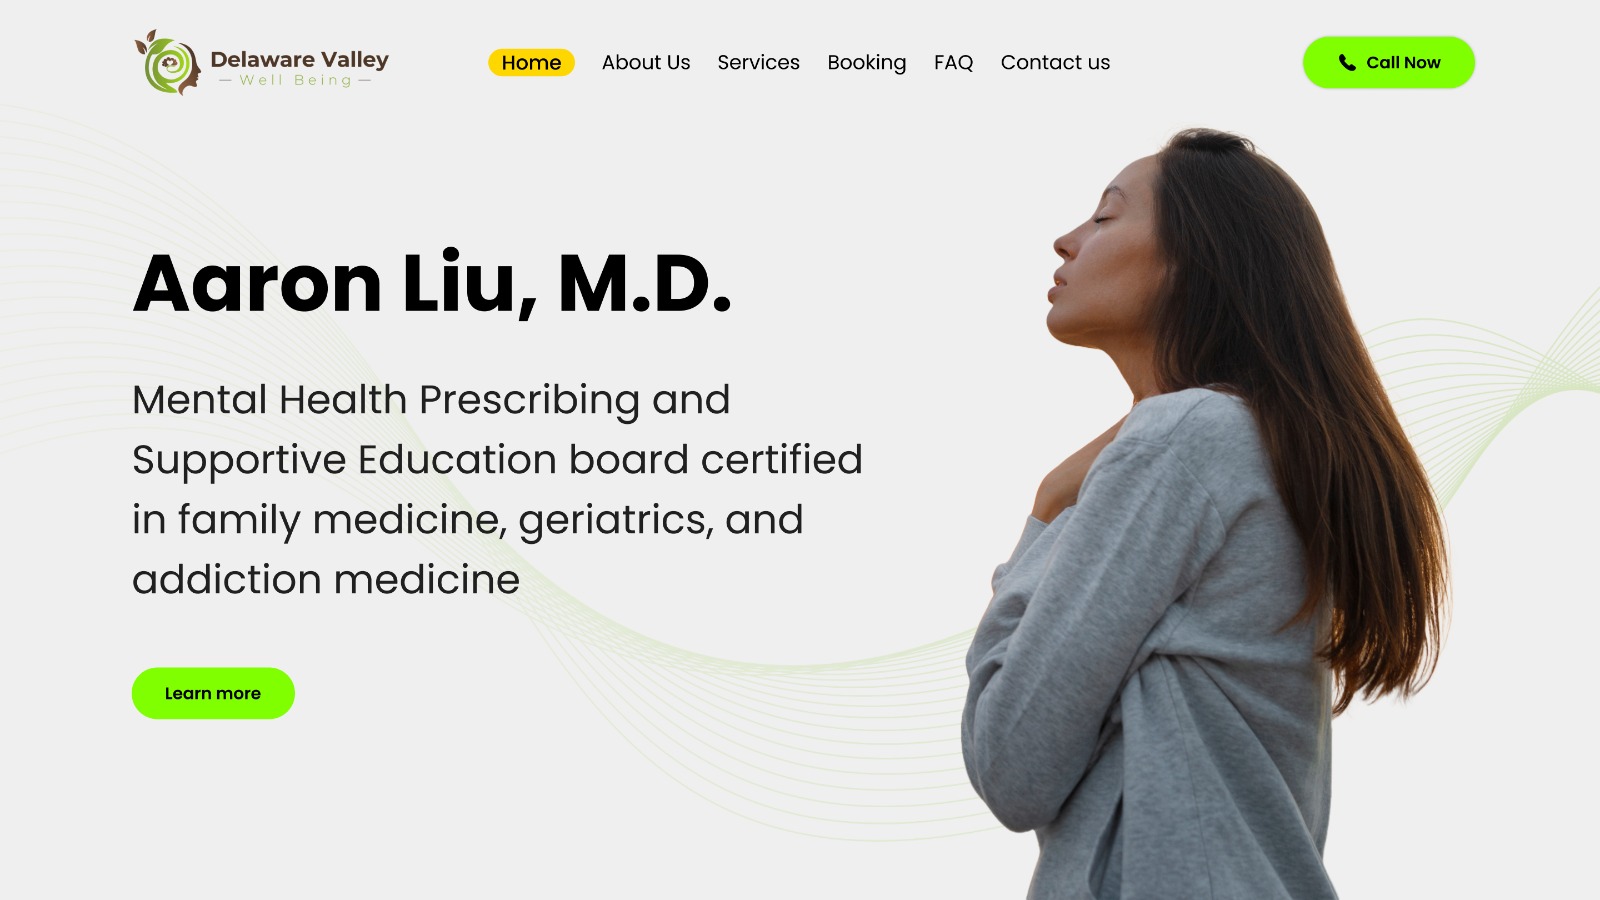 Delaware Valley
Well Being
Home About Us Services Booking FAQ Contact us
Call Now
Aaron Liu, M.D.
Mental Health Prescribing and
Supportive Education board certified
in family medicine, geriatrics, and
addiction medicine
Learn more